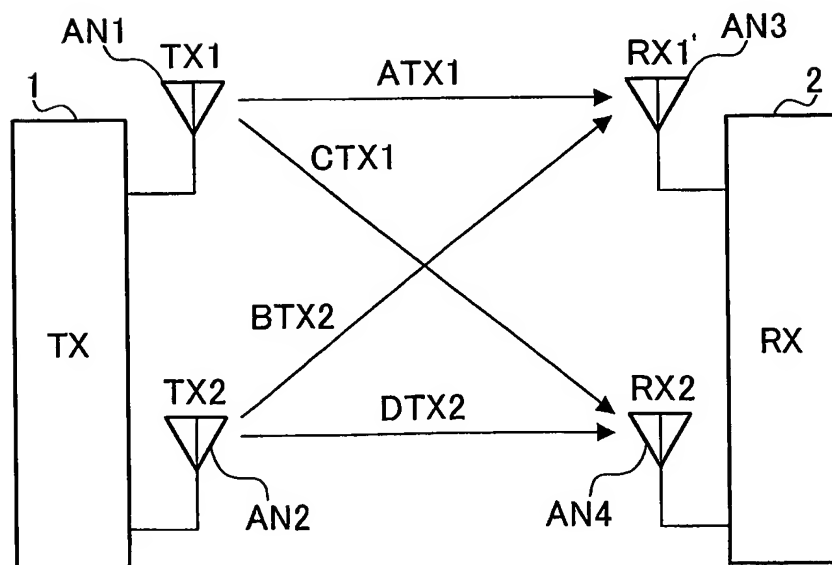 AN1 TX1 ATX1 RX1' AN3
1 2
CTX1
TX BTX2 RX
TX2 DTX2 RX2
AN2 AN4